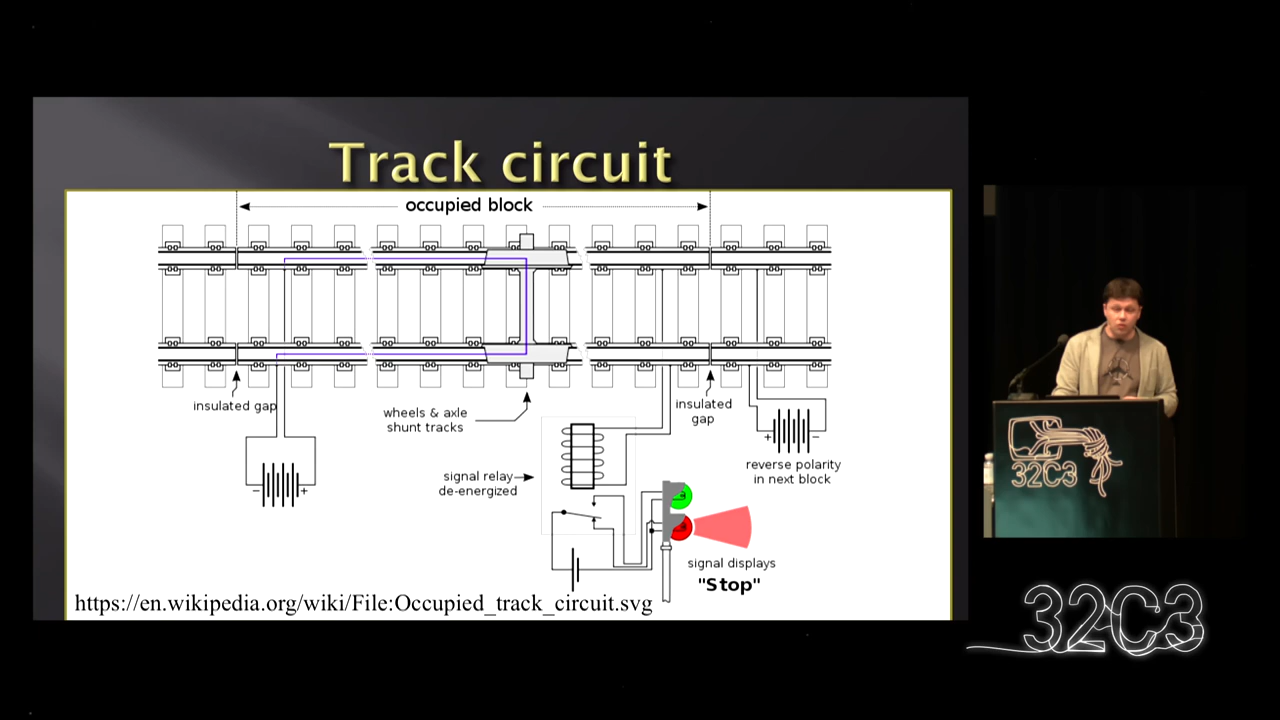 Track circuit
occupied block
insulated gap
wheels & axle
shunt tracks
insulated
gap
+
−
reverse polarity
in next block
signal relay
de-energized
−
+
signal displays
"Stop"
https://en.wikipedia.org/wiki/File:Occupied_track_circuit.svg
32C3
32C3